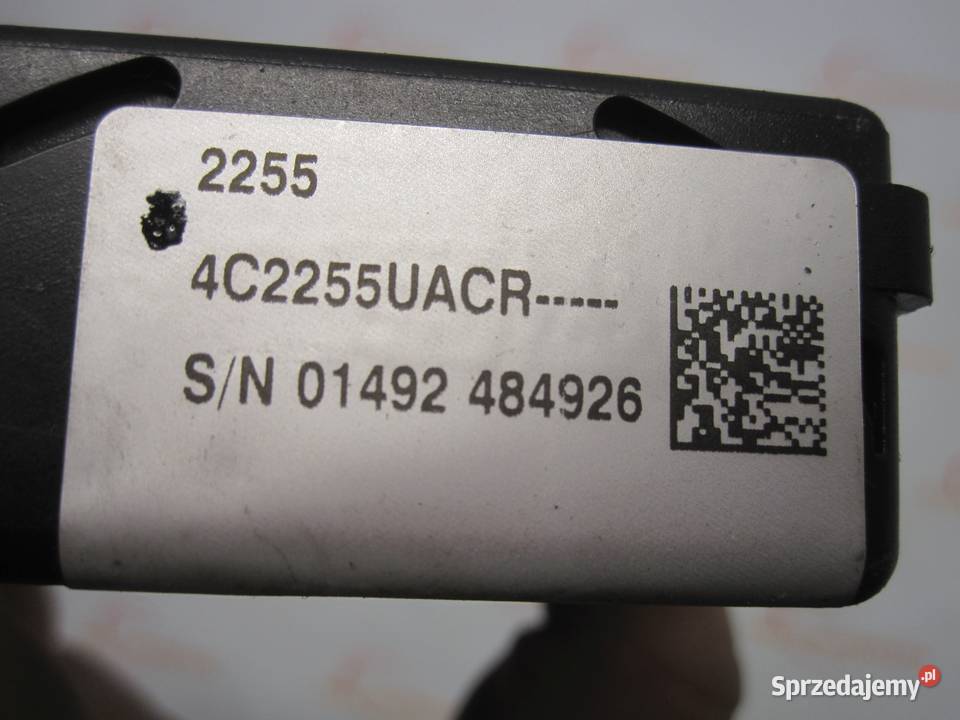 2255
4C2255UACR-----
S/N 01492 484926
Sprzedajemy.pl